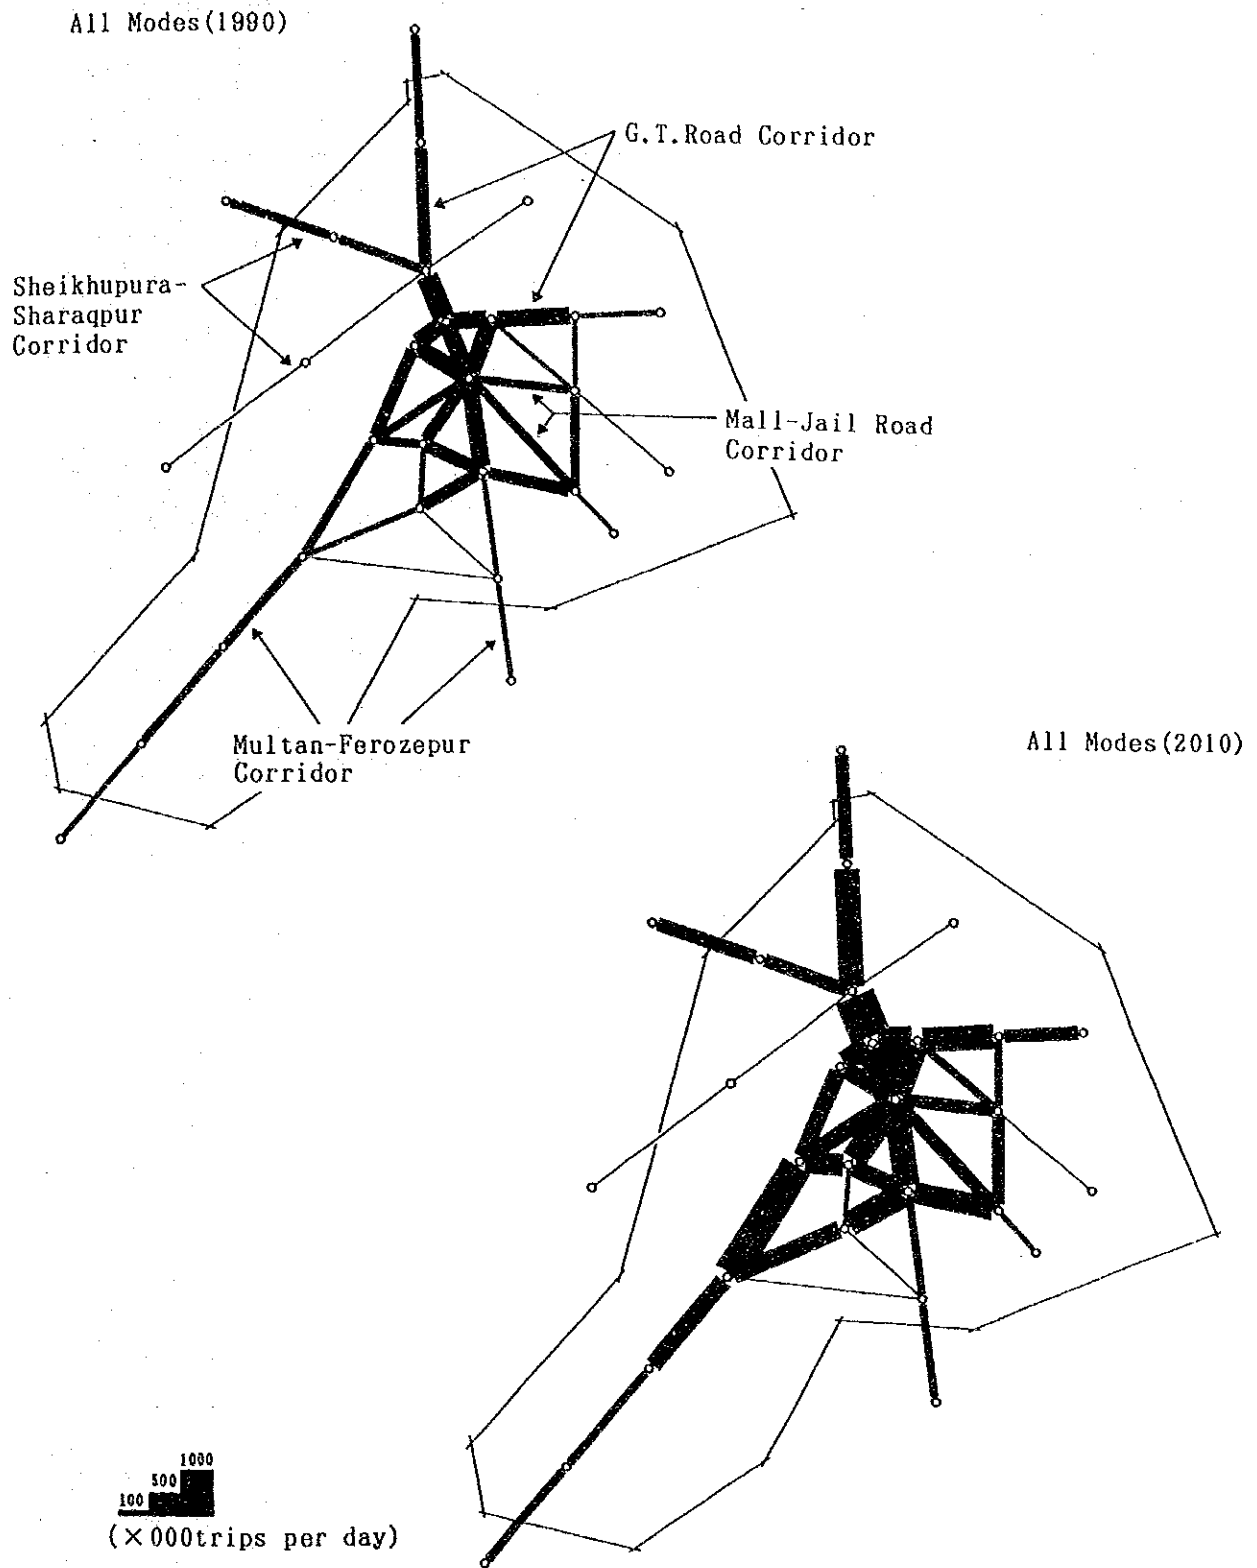 All Modes(1990)
G.T.Road Corridor
Sheikhupura-
Sharaqpur
Corridor
Mall-Jail Road
Corridor
Multan-Ferozepur
Corridor
All Modes(2010)
1000
500
100
(×000trips per day)